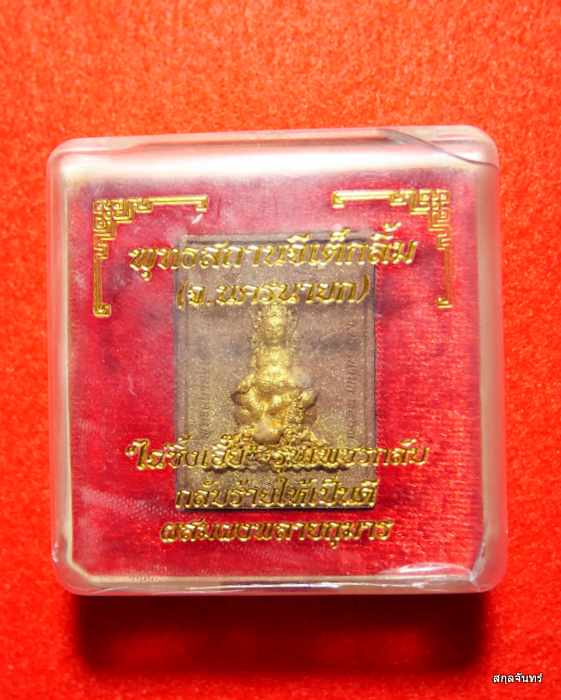 พุทธสถานจีเต็กลิ้ม
(จ.นครนายก)
ไฉ่ซิ้งเอี๊ย
กลับร้ายให้เป็นดี
ผสมผงพลายกุมาร
สกุลจันทร์